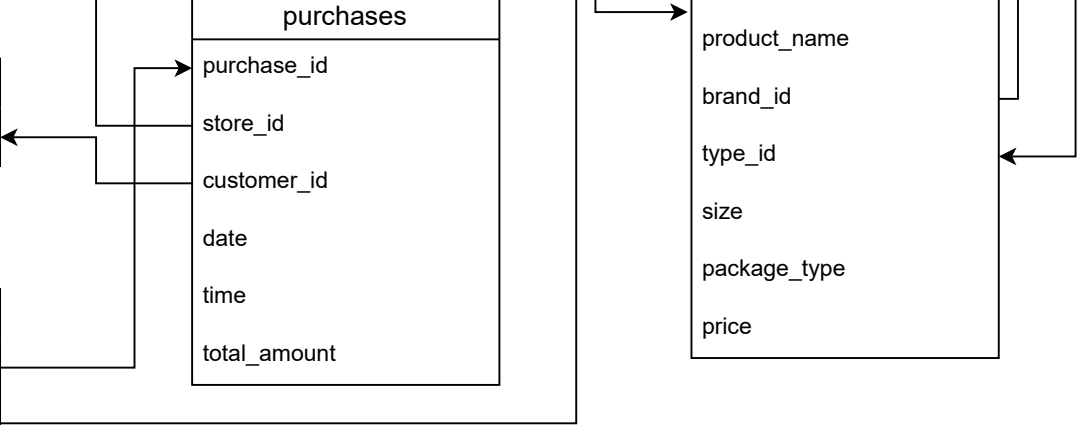 purchases
purchase_id
store_id
customer_id
date
time
total_amount
product_name
brand_id
type_id
size
package_type
price